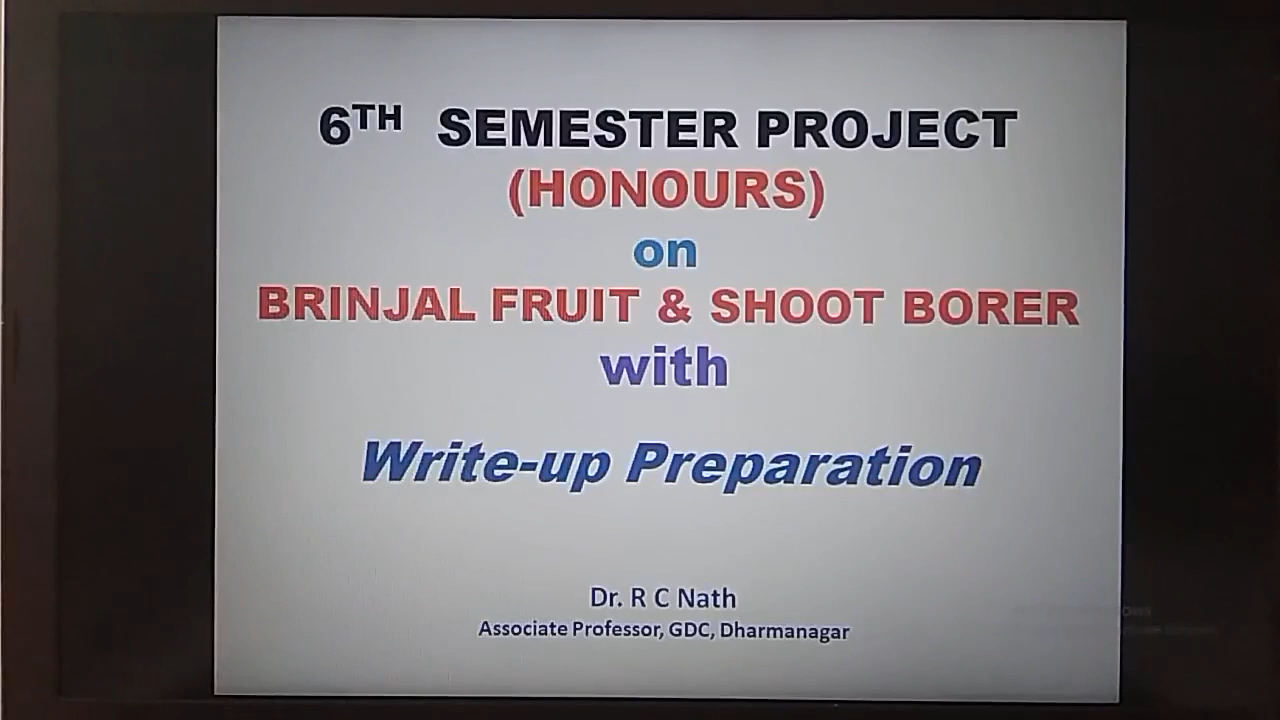 6TH SEMESTER PROJECT
(HONOURS)
on
BRINJAL FRUIT & SHOOT BORER
with
Write-up Preparation
Dr. R C Nath
Associate Professor, GDC, Dharmanagar